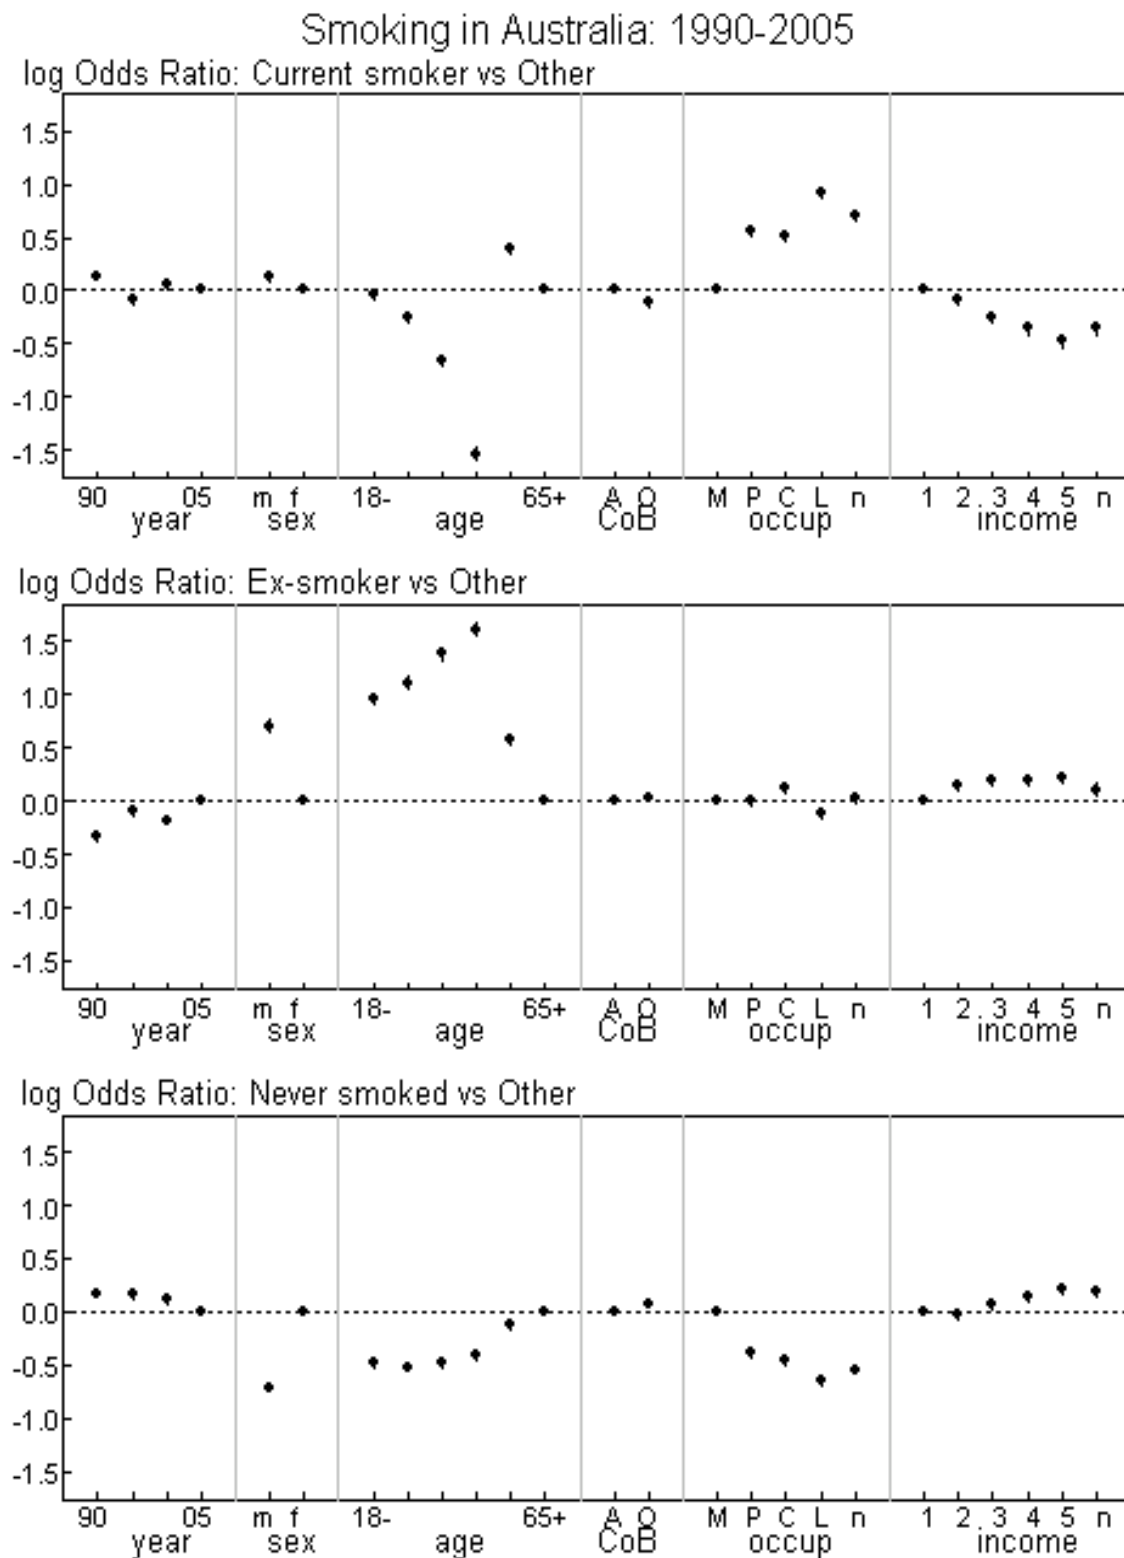 Smoking in Australia: 1990-2005
log Odds Ratio: Current smoker vs Other
1.5
1.0
0.5
0.0
-0.5
-1.0
-1.5
90 05 m f 18- 65+ A O M P C L n 1 2 . 3 4 5 n
year sex age CoB occup income
log Odds Ratio: Ex-smoker vs Other
1.5
1.0
0.5
0.0
-0.5
-1.0
-1.5
90 05 m f 18- 65+ A O M P C L n 1 2 . 3 4 5 n
year sex age CoB occup income
log Odds Ratio: Never smoked vs Other
1.5
1.0
0.5
0.0
-0.5
-1.0
-1.5
90 05 m f 18- 65+ A O M P C L n 1 2 . 3 4 5 n
year sex age CoB occup income